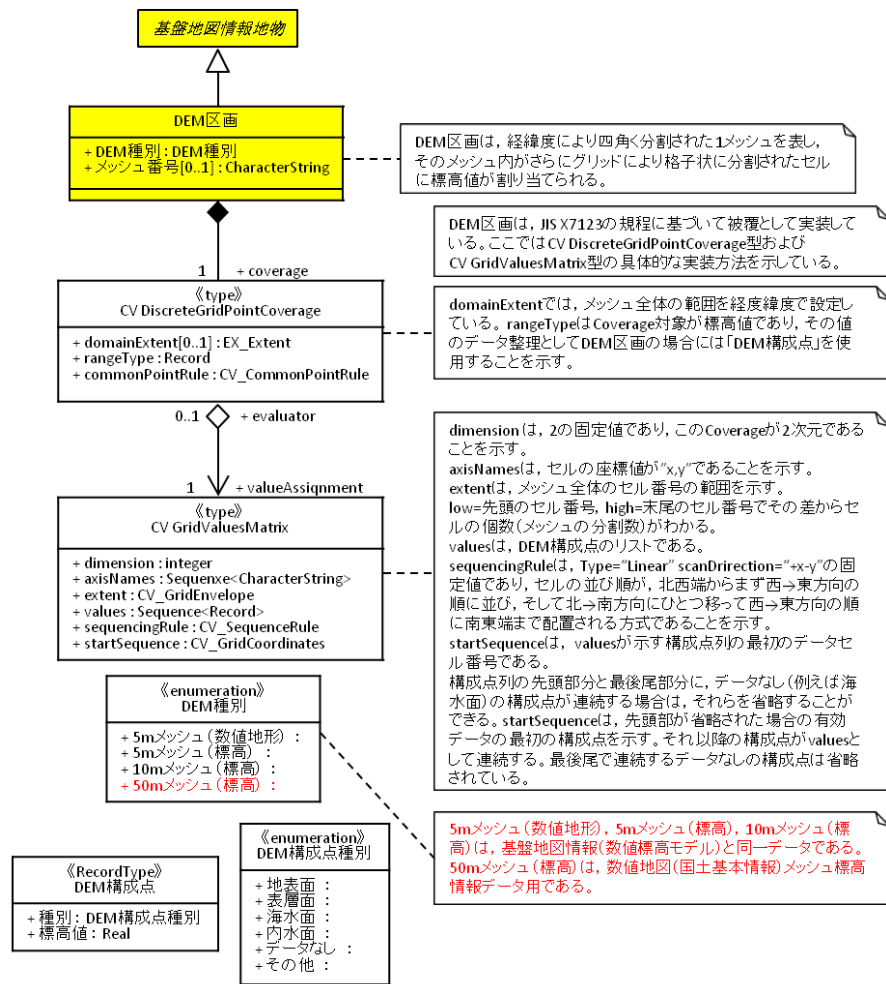 基盤地図情報地物
DEM区画
+ DEM種別 : DEM種別
+ メッシュ番号[0..1] : CharacterString
DEM区画は，経緯度により四角く分割された1メッシュを表し，
そのメッシュ内がさらにグリッドにより格子状に分割されたセル
に標高値が割り当てられる。
DEM区画は，JIS X7123の規程に基づいて被覆として実装して
いる。ここではCV DiscreteGridPointCoverage型および
CV GridValuesMatrix型の具体的な実装方法を示している。
1 + coverage
《type》
CV DiscreteGridPointCoverage
+ domainExtent[0..1] : EX_Extent
+ rangeType : Record
+ commonPointRule : CV_CommonPointRule
domainExtentでは，メッシュ全体の範囲を経度緯度で設定し
ている。rangeTypeはCoverage対象が標高値であり，その値
のデータ整理としてDEM区画の場合には「DEM構成点」を使
用することを示す。
0..1 + evaluator
1 + valueAssignment
《type》
CV GridValuesMatrix
+ dimension : integer
+ axisNames : Sequenxe<CharacterString>
+ extent : CV_GridEnvelope
+ values : Sequence<Record>
+ sequencingRule : CV_SequenceRule
+ startSequence : CV_GridCoordinates
dimensionは，2の固定値であり，このCoverageが2次元である
ことを示す。
axisNamesは，セルの座標値が"x,y"であることを示す。
extentは，メッシュ全体のセル番号の範囲を示す。
low=先頭のセル番号，high=末尾のセル番号でその差からセ
ルの個数（メッシュの分割数）がわかる。
valuesは，DEM構成点のリストである。
sequencingRuleは，Type="Linear" scanDrirection="+x-y"の固
定値であり，セルの並び順が，北西端からまず西→東方向の
順に並び，そして北→南方向にひとつ移って西→東方向の順
に南東端まで配置される方式であることを示す。
startSequenceは，valuesが示す構成点列の最初のデータセ
ル番号である。
構成点列の先頭部分と最後尾部分に，データなし（例えば海
水面）の構成点が連続する場合は，それらを省略することが
できる。startSequenceは，先頭部が省略された場合の有効
データの最初の構成点を示す。それ以降の構成点がvaluesと
して連続する。最後尾で連続するデータなしの構成点は省略
されている。
《enumeration》
DEM種別
+ 5mメッシュ（数値地形） :
+ 5mメッシュ（標高） :
+ 10mメッシュ（標高） :
+ 50mメッシュ（標高） :
5mメッシュ（数値地形），5mメッシュ（標高），10mメッシュ（標
高）は，基盤地図情報（数値標高モデル）と同一データである。
50mメッシュ（標高）は，数値地図（国土基本情報）メッシュ標高
情報データ用である。
《RecordType》
DEM構成点
+ 種別 : DEM構成点種別
+ 標高値 : Real
《enumeration》
DEM構成点種別
+ 地表面 :
+ 表層面 :
+ 海水面 :
+ 内水面 :
+ データなし :
+ その他 :